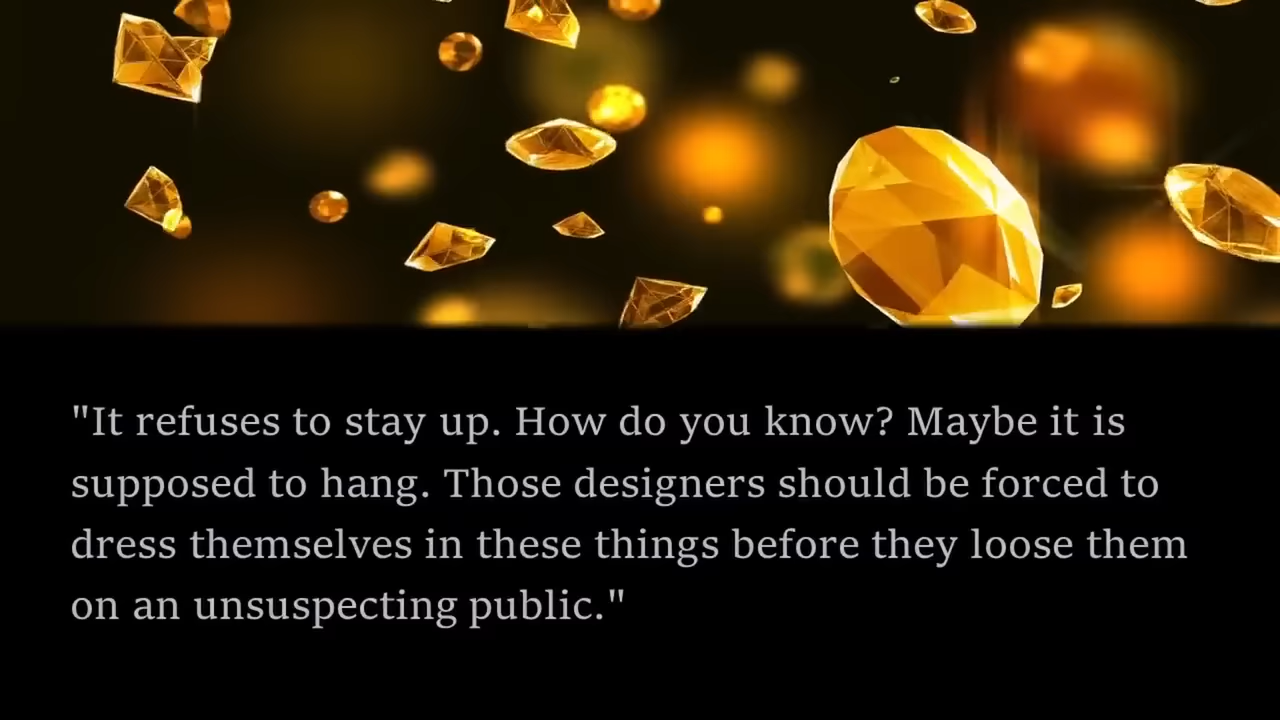 "It refuses to stay up. How do you know? Maybe it is
supposed to hang. Those designers should be forced to
dress themselves in these things before they loose them
on an unsuspecting public."